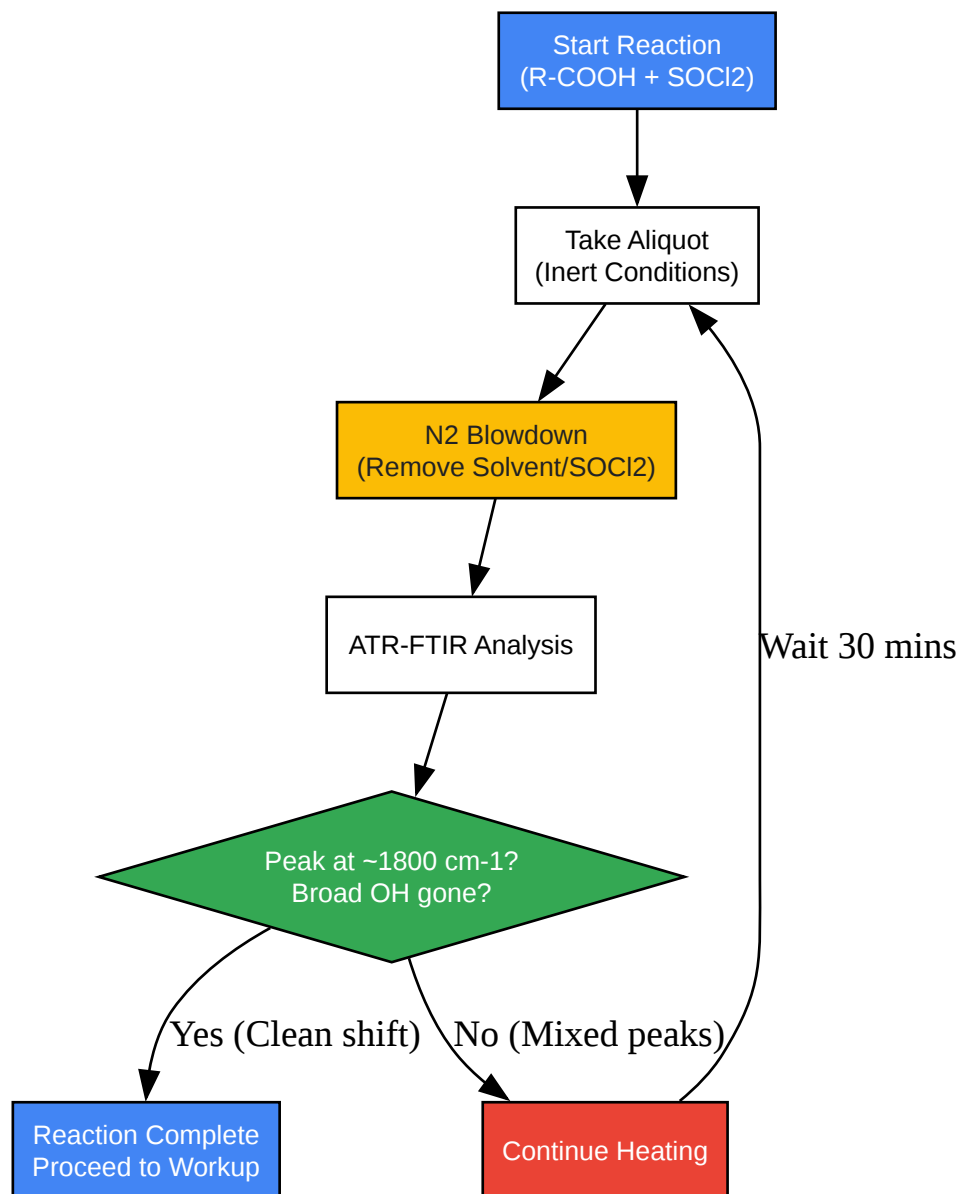 Start Reaction
(R-COOH + SOCl2)
Take Aliquot
(Inert Conditions)
N2 Blowdown
(Remove Solvent/SOCl2)
ATR-FTIR Analysis
Wait 30 mins
Peak at ~1800 cm-1?
Broad OH gone?
Yes (Clean shift)
No (Mixed peaks)
Reaction Complete
Proceed to Workup
Continue Heating